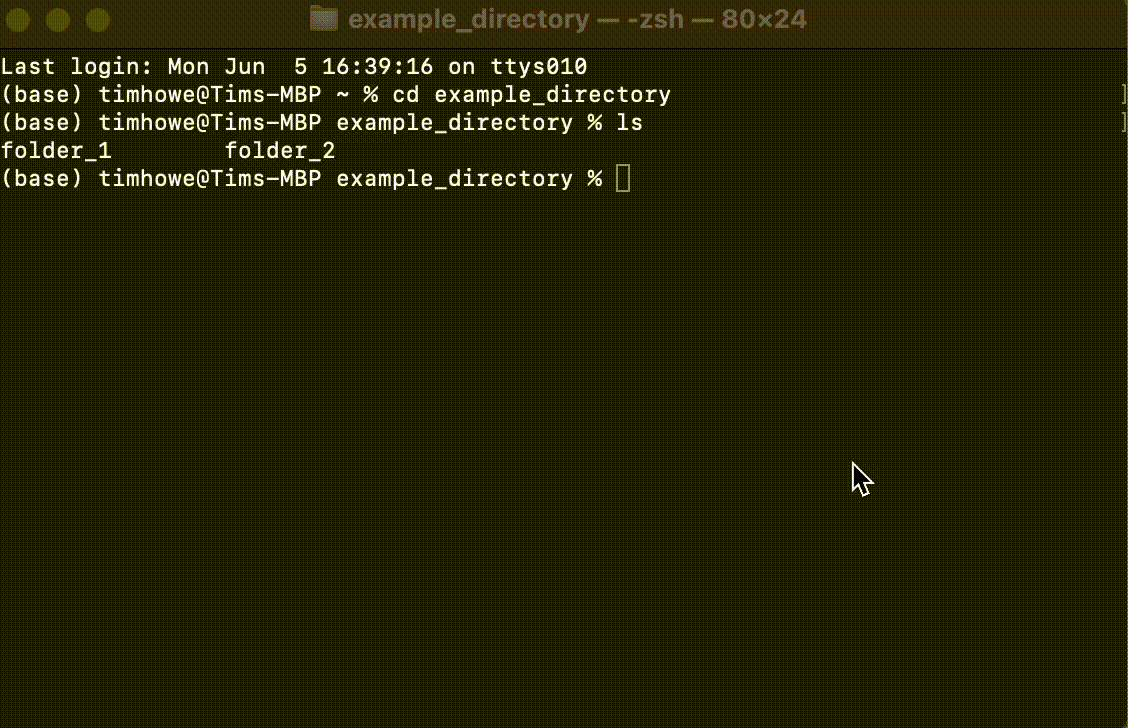 example_directory — -zsh — 80×24
Last login: Mon Jun  5 16:39:16 on ttys010
(base) timhowe@Tims-MBP ~ % cd example_directory
(base) timhowe@Tims-MBP example_directory % ls
folder_1        folder_2
(base) timhowe@Tims-MBP example_directory %